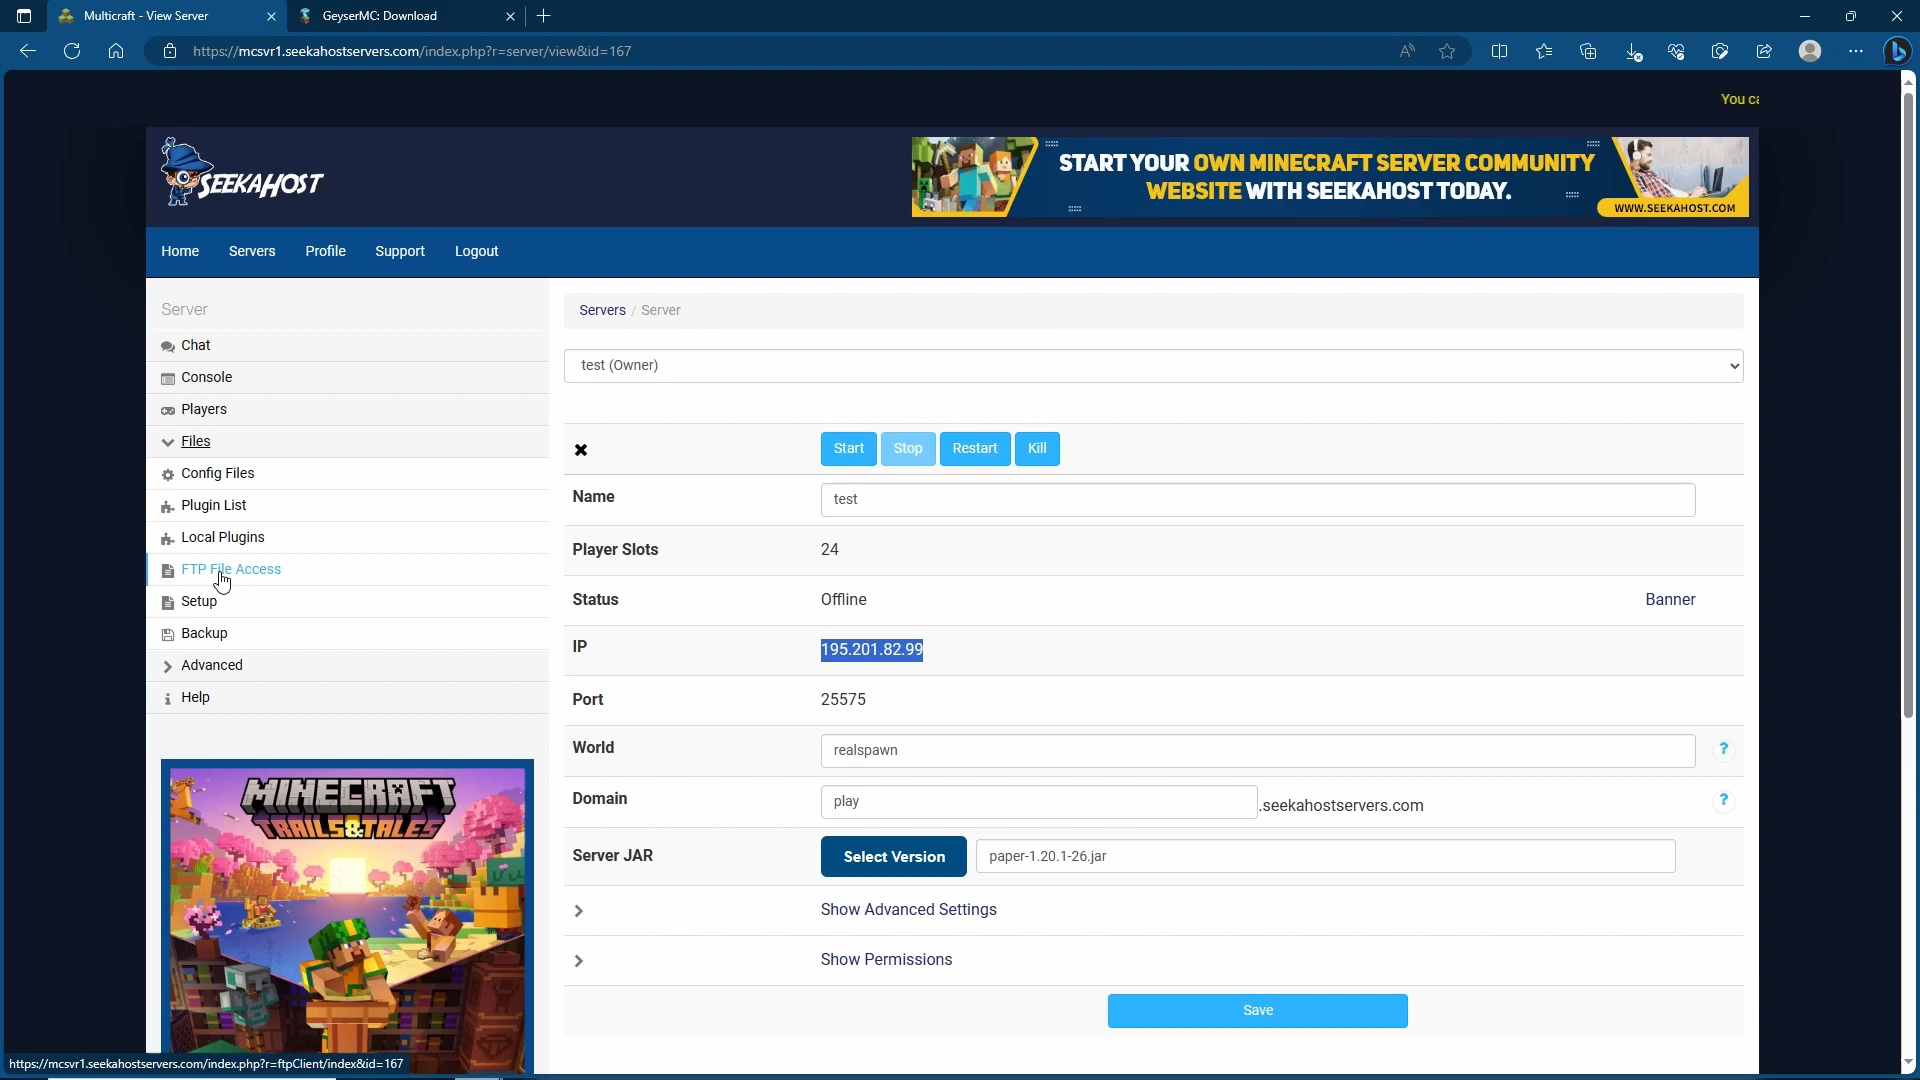 Multicraft - View Server
GeyserMC: Download
https://mcsvr1.seekahostservers.com/index.php?r=server/view&id=167
You ca
SEEKAHOST
START YOUR OWN MINECRAFT SERVER COMMUNITY
WEBSITE WITH SEEKAHOST TODAY.
WWW.SEEKAHOST.COM
Home Servers Profile Support Logout
Server
Chat
Console
Players
Files
Config Files
Plugin List
Local Plugins
FTP File Access
Setup
Backup
Advanced
Help
MINECRAFT
TRAILS & TALES
Servers / Server
test (Owner)
Start Stop Restart Kill
Name test
Player Slots 24
Status Offline Banner
IP 195.201.82.99
Port 25575
World realspawn ?
Domain play .seekahostservers.com ?
Server JAR Select Version paper-1.20.1-26.jar
Show Advanced Settings
Show Permissions
Save
https://mcsvr1.seekahostservers.com/index.php?r=ftpClient/index&id=167